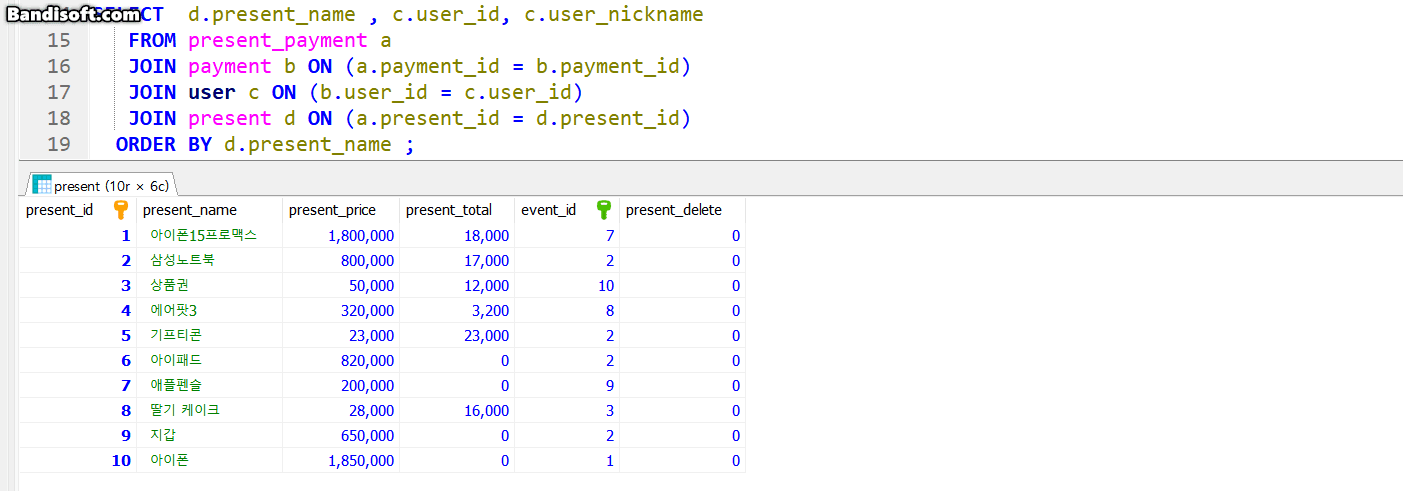 Bandisoft.com
SELECT d.present_name , c.user_id, c.user_nickname
15 FROM present_payment a
16 JOIN payment b ON (a.payment_id = b.payment_id)
17 JOIN user c ON (b.user_id = c.user_id)
18 JOIN present d ON (a.present_id = d.present_id)
19 ORDER BY d.present_name ;
present (10r × 6c)
present_id present_name present_price present_total event_id present_delete
1 아이폰15프로맥스 1,800,000 18,000 7 0
2 삼성노트북 800,000 17,000 2 0
3 상품권 50,000 12,000 10 0
4 에어팟3 320,000 3,200 8 0
5 기프티콘 23,000 23,000 2 0
6 아이패드 820,000 0 2 0
7 애플펜슬 200,000 0 9 0
8 딸기 케이크 28,000 16,000 3 0
9 지갑 650,000 0 2 0
10 아이폰 1,850,000 0 1 0